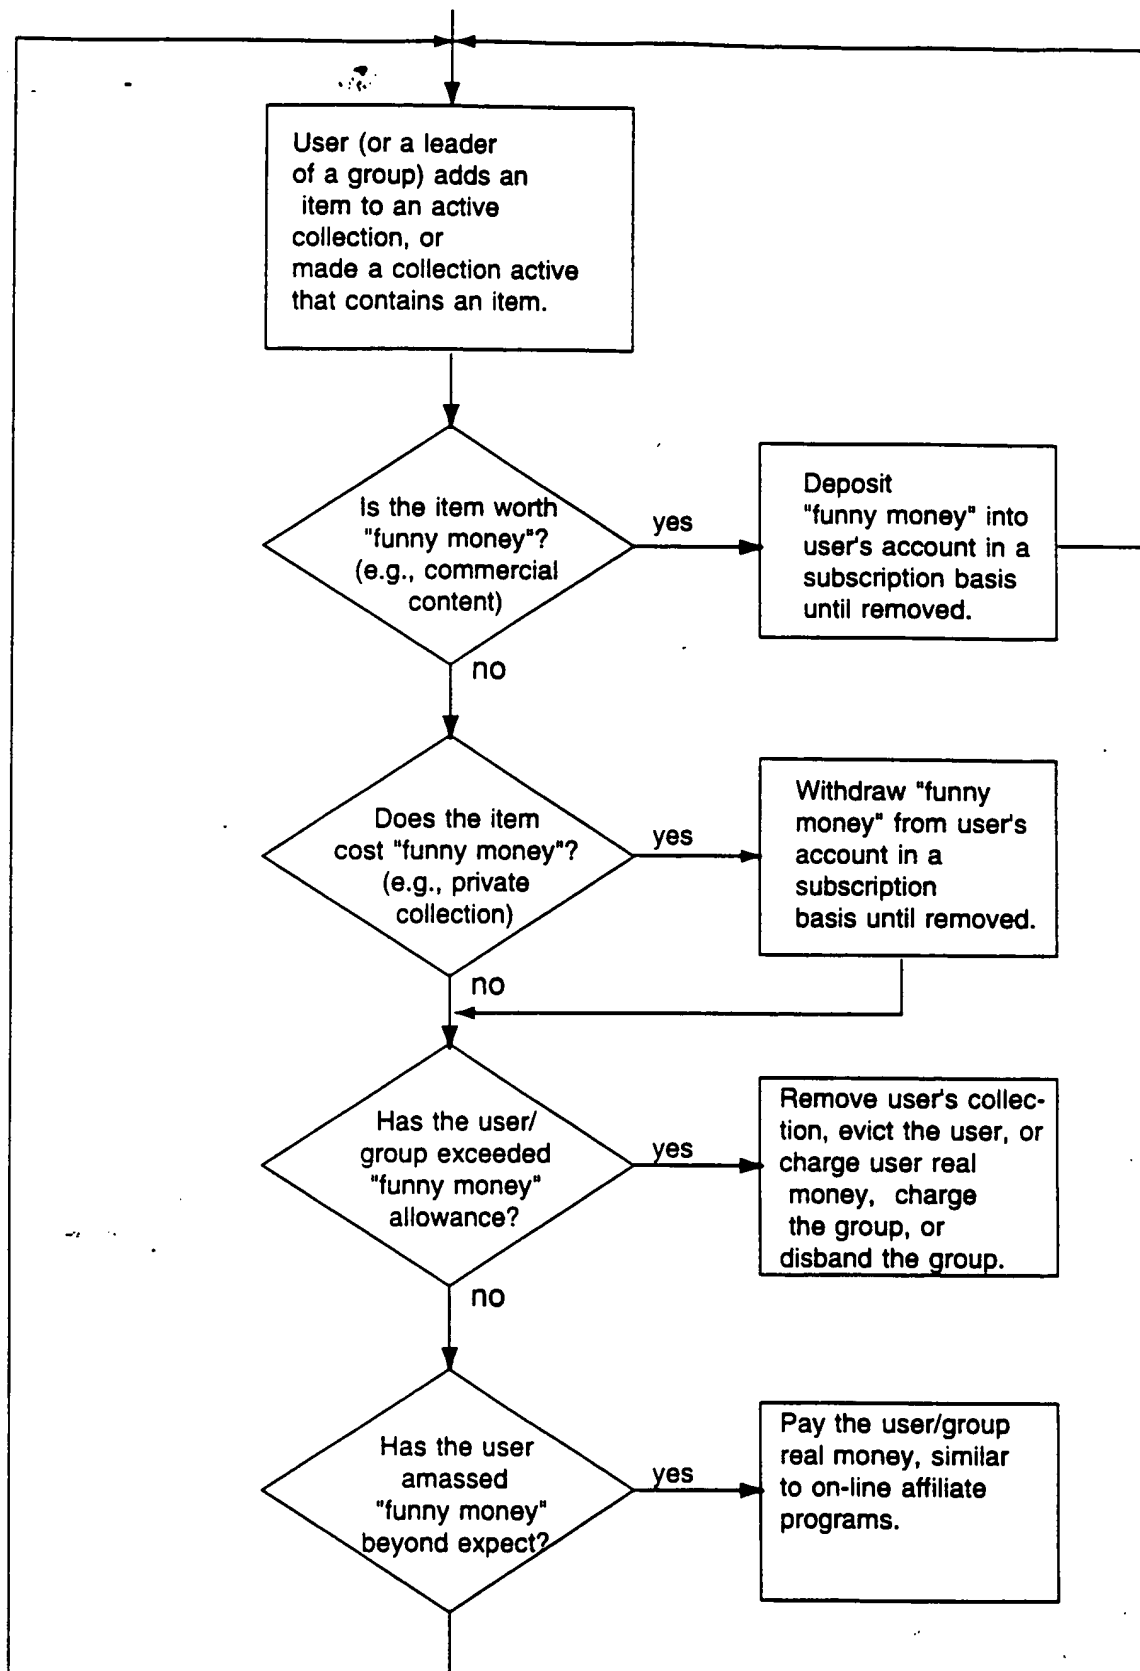 User (or a leader
of a group) adds an
item to an active
collection, or
made a collection active
that contains an item.
Is the item worth
"funny money"?
(e.g., commercial
content)
yes
Deposit
"funny money" into
user's account in a
subscription basis
until removed.
no
Does the item
cost "funny money"?
(e.g., private
collection)
yes
Withdraw "funny
money" from user's
account in a
subscription
basis until removed.
no
Has the user/
group exceeded
"funny money"
allowance?
yes
Remove user's collec-
tion, evict the user, or
charge user real
money, charge
the group, or
disband the group.
no
Has the user
amassed
"funny money"
beyond expect?
yes
Pay the user/group
real money, similar
to on-line affiliate
programs.